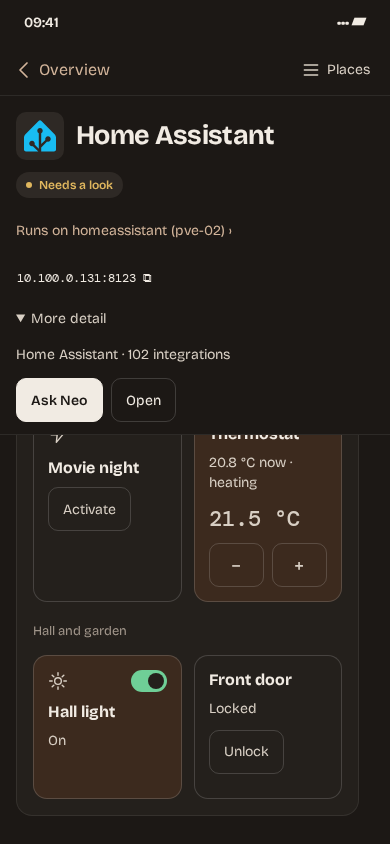 09:41
Overview
Places
Home Assistant
Needs a look
Runs on homeassistant (pve-02) ›
10.100.0.131:8123
More detail
Home Assistant · 102 integrations
Ask Neo
Open
Thermostat
Movie night
20.8 °C now ·
heating
Activate
21.5 °C
−
+
Hall and garden
Hall light
On
Front door
Locked
Unlock